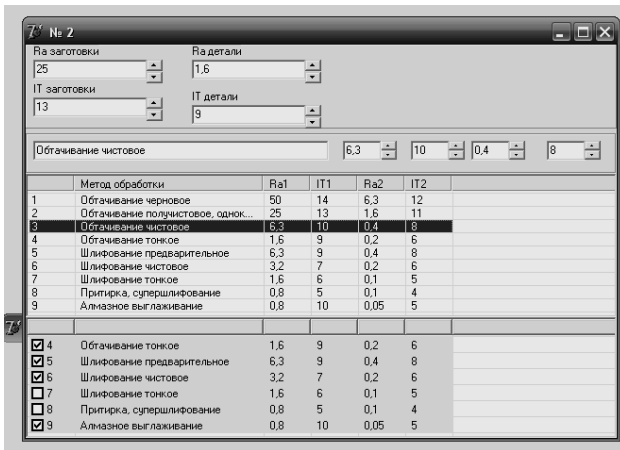 № 2
Ra заготовки Ra детали
25 1,6
IT заготовки IT детали
13 9
Обтачивание чистовое 6,3 10 0,4 8
Метод обработки Ra1 IT1 Ra2 IT2
1 Обтачивание черновое 50 14 6,3 12
2 Обтачивание получистовое, однок... 25 13 1,6 11
3 Обтачивание чистовое 6,3 10 0,4 8
4 Обтачивание тонкое 1,6 9 0,2 6
5 Шлифование предварительное 6,3 9 0,4 8
6 Шлифование чистовое 3,2 7 0,2 6
7 Шлифование тонкое 1,6 6 0,1 5
8 Притирка, супершлифование 0,8 5 0,1 4
9 Алмазное выглаживание 0,8 10 0,05 5
4 Обтачивание тонкое 1,6 9 0,2 6
5 Шлифование предварительное 6,3 9 0,4 8
6 Шлифование чистовое 3,2 7 0,2 6
7 Шлифование тонкое 1,6 6 0,1 5
8 Притирка, супершлифование 0,8 5 0,1 4
9 Алмазное выглаживание 0,8 10 0,05 5